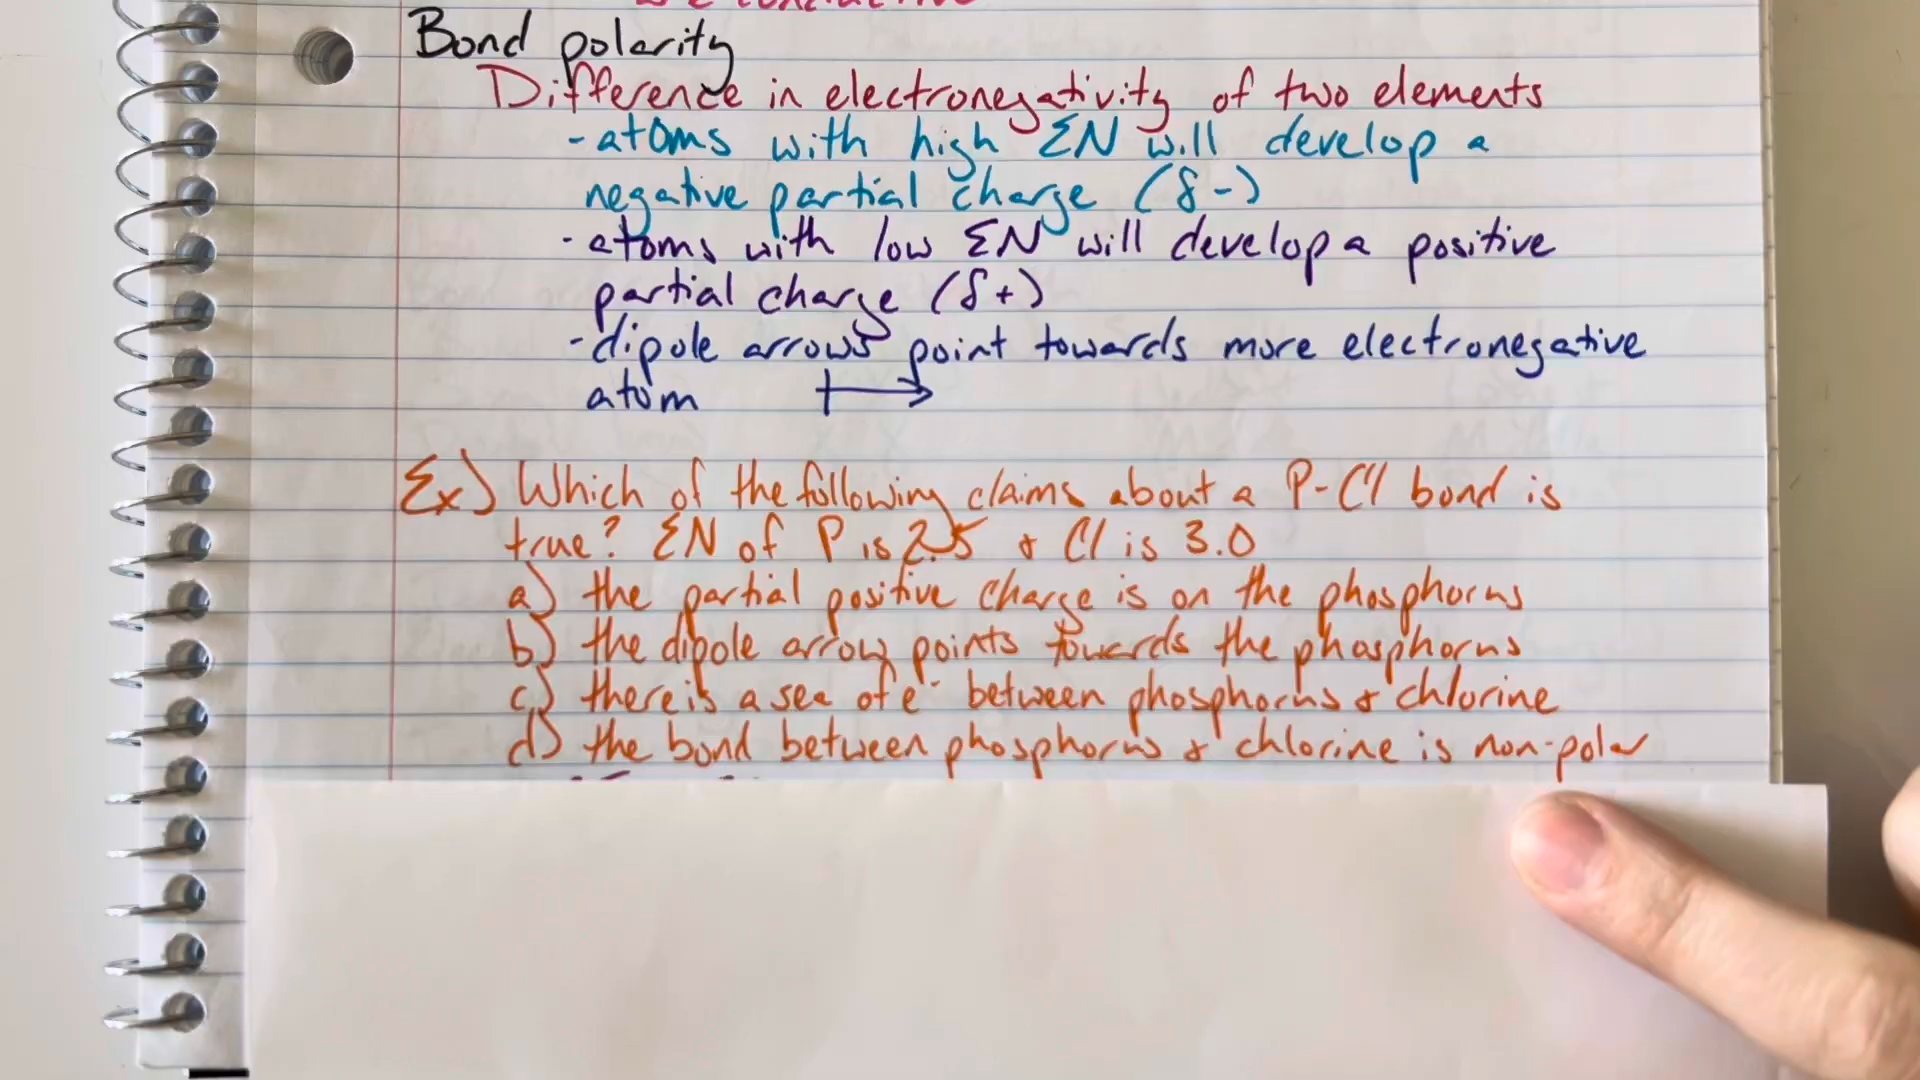 Bond polarity
Difference in electronegativity of two elements
-atoms with high ΣN will develop a
negative partial charge (δ-)
-atoms with low ΣN will develop a positive
partial charge (δ+)
-dipole arrows point towards more electronegative
atom
Ex) Which of the following claims about a P-Cl bond is
true? ΣN of P is 2.5 & Cl is 3.0
a) the partial positive charge is on the phosphorus
b) the dipole arrow points towards the phosphorus
c) there is a sea of e⁻ between phosphorus & chlorine
d) the bond between phosphorus & chlorine is non-polar